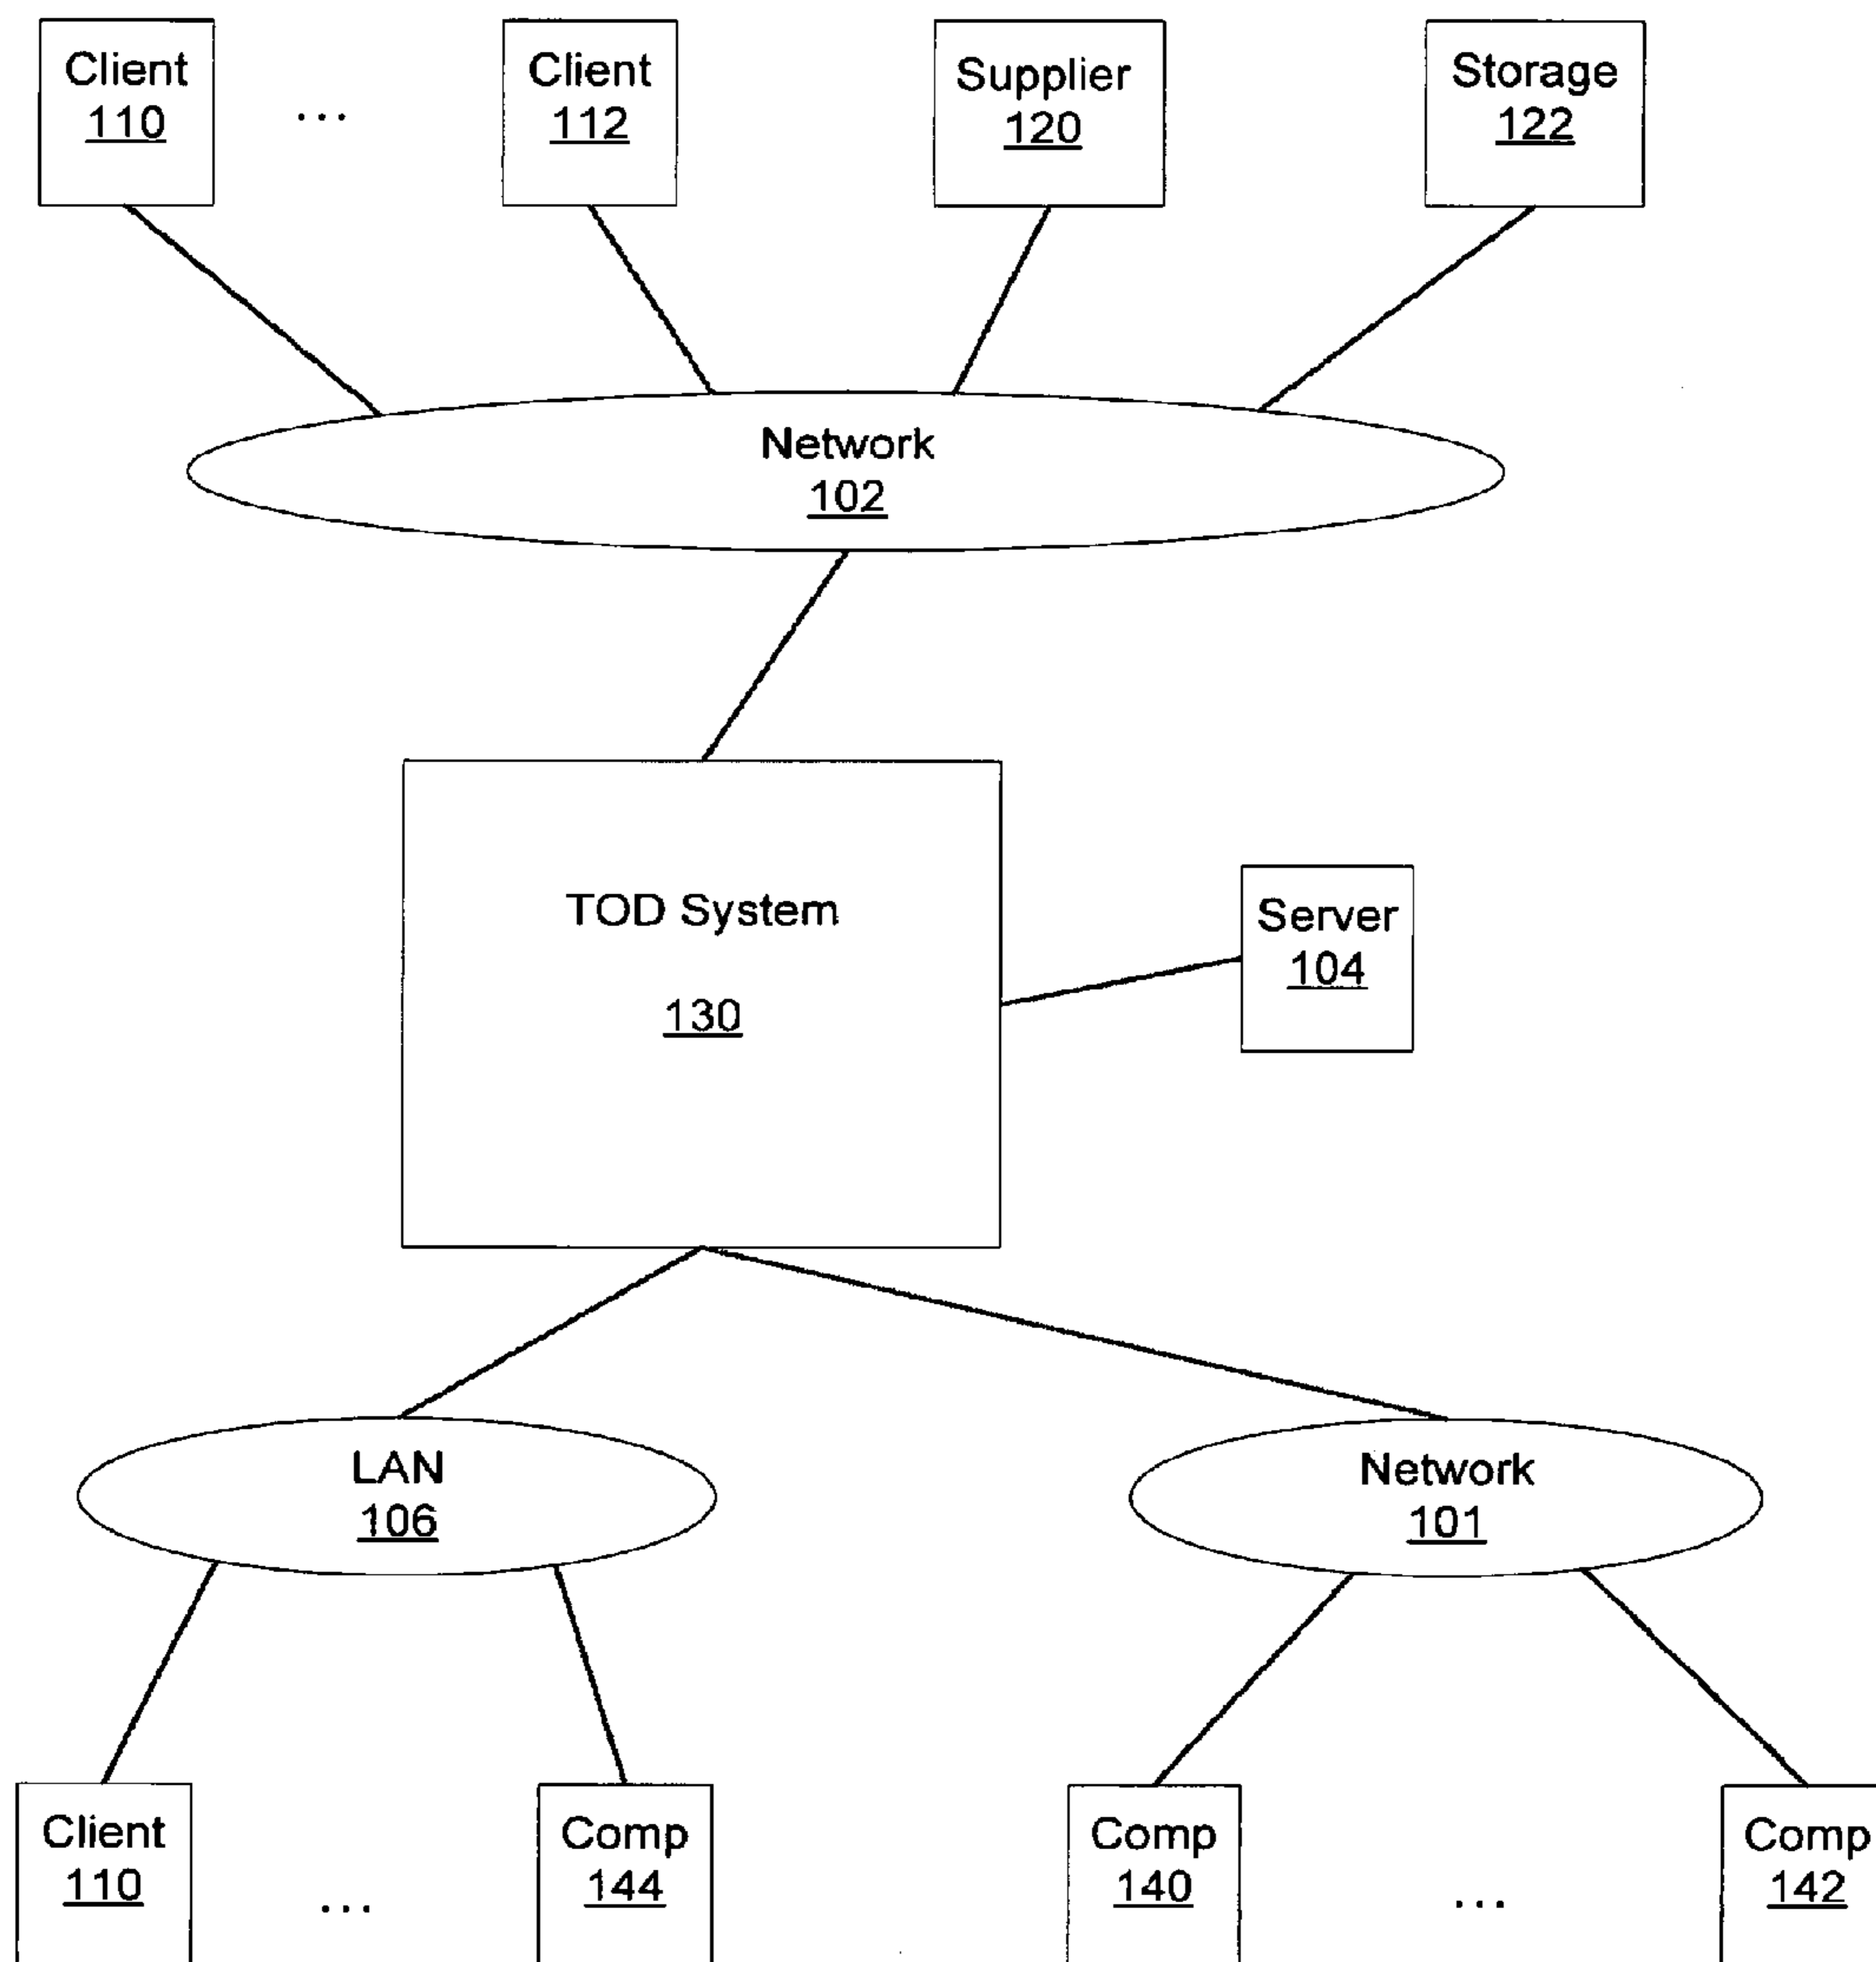 Client
110
...
Client
112
Supplier
120
Storage
122
Network
102
TOD System
130
Server
104
LAN
106
Network
101
Client
110
...
Comp
144
Comp
140
...
Comp
142